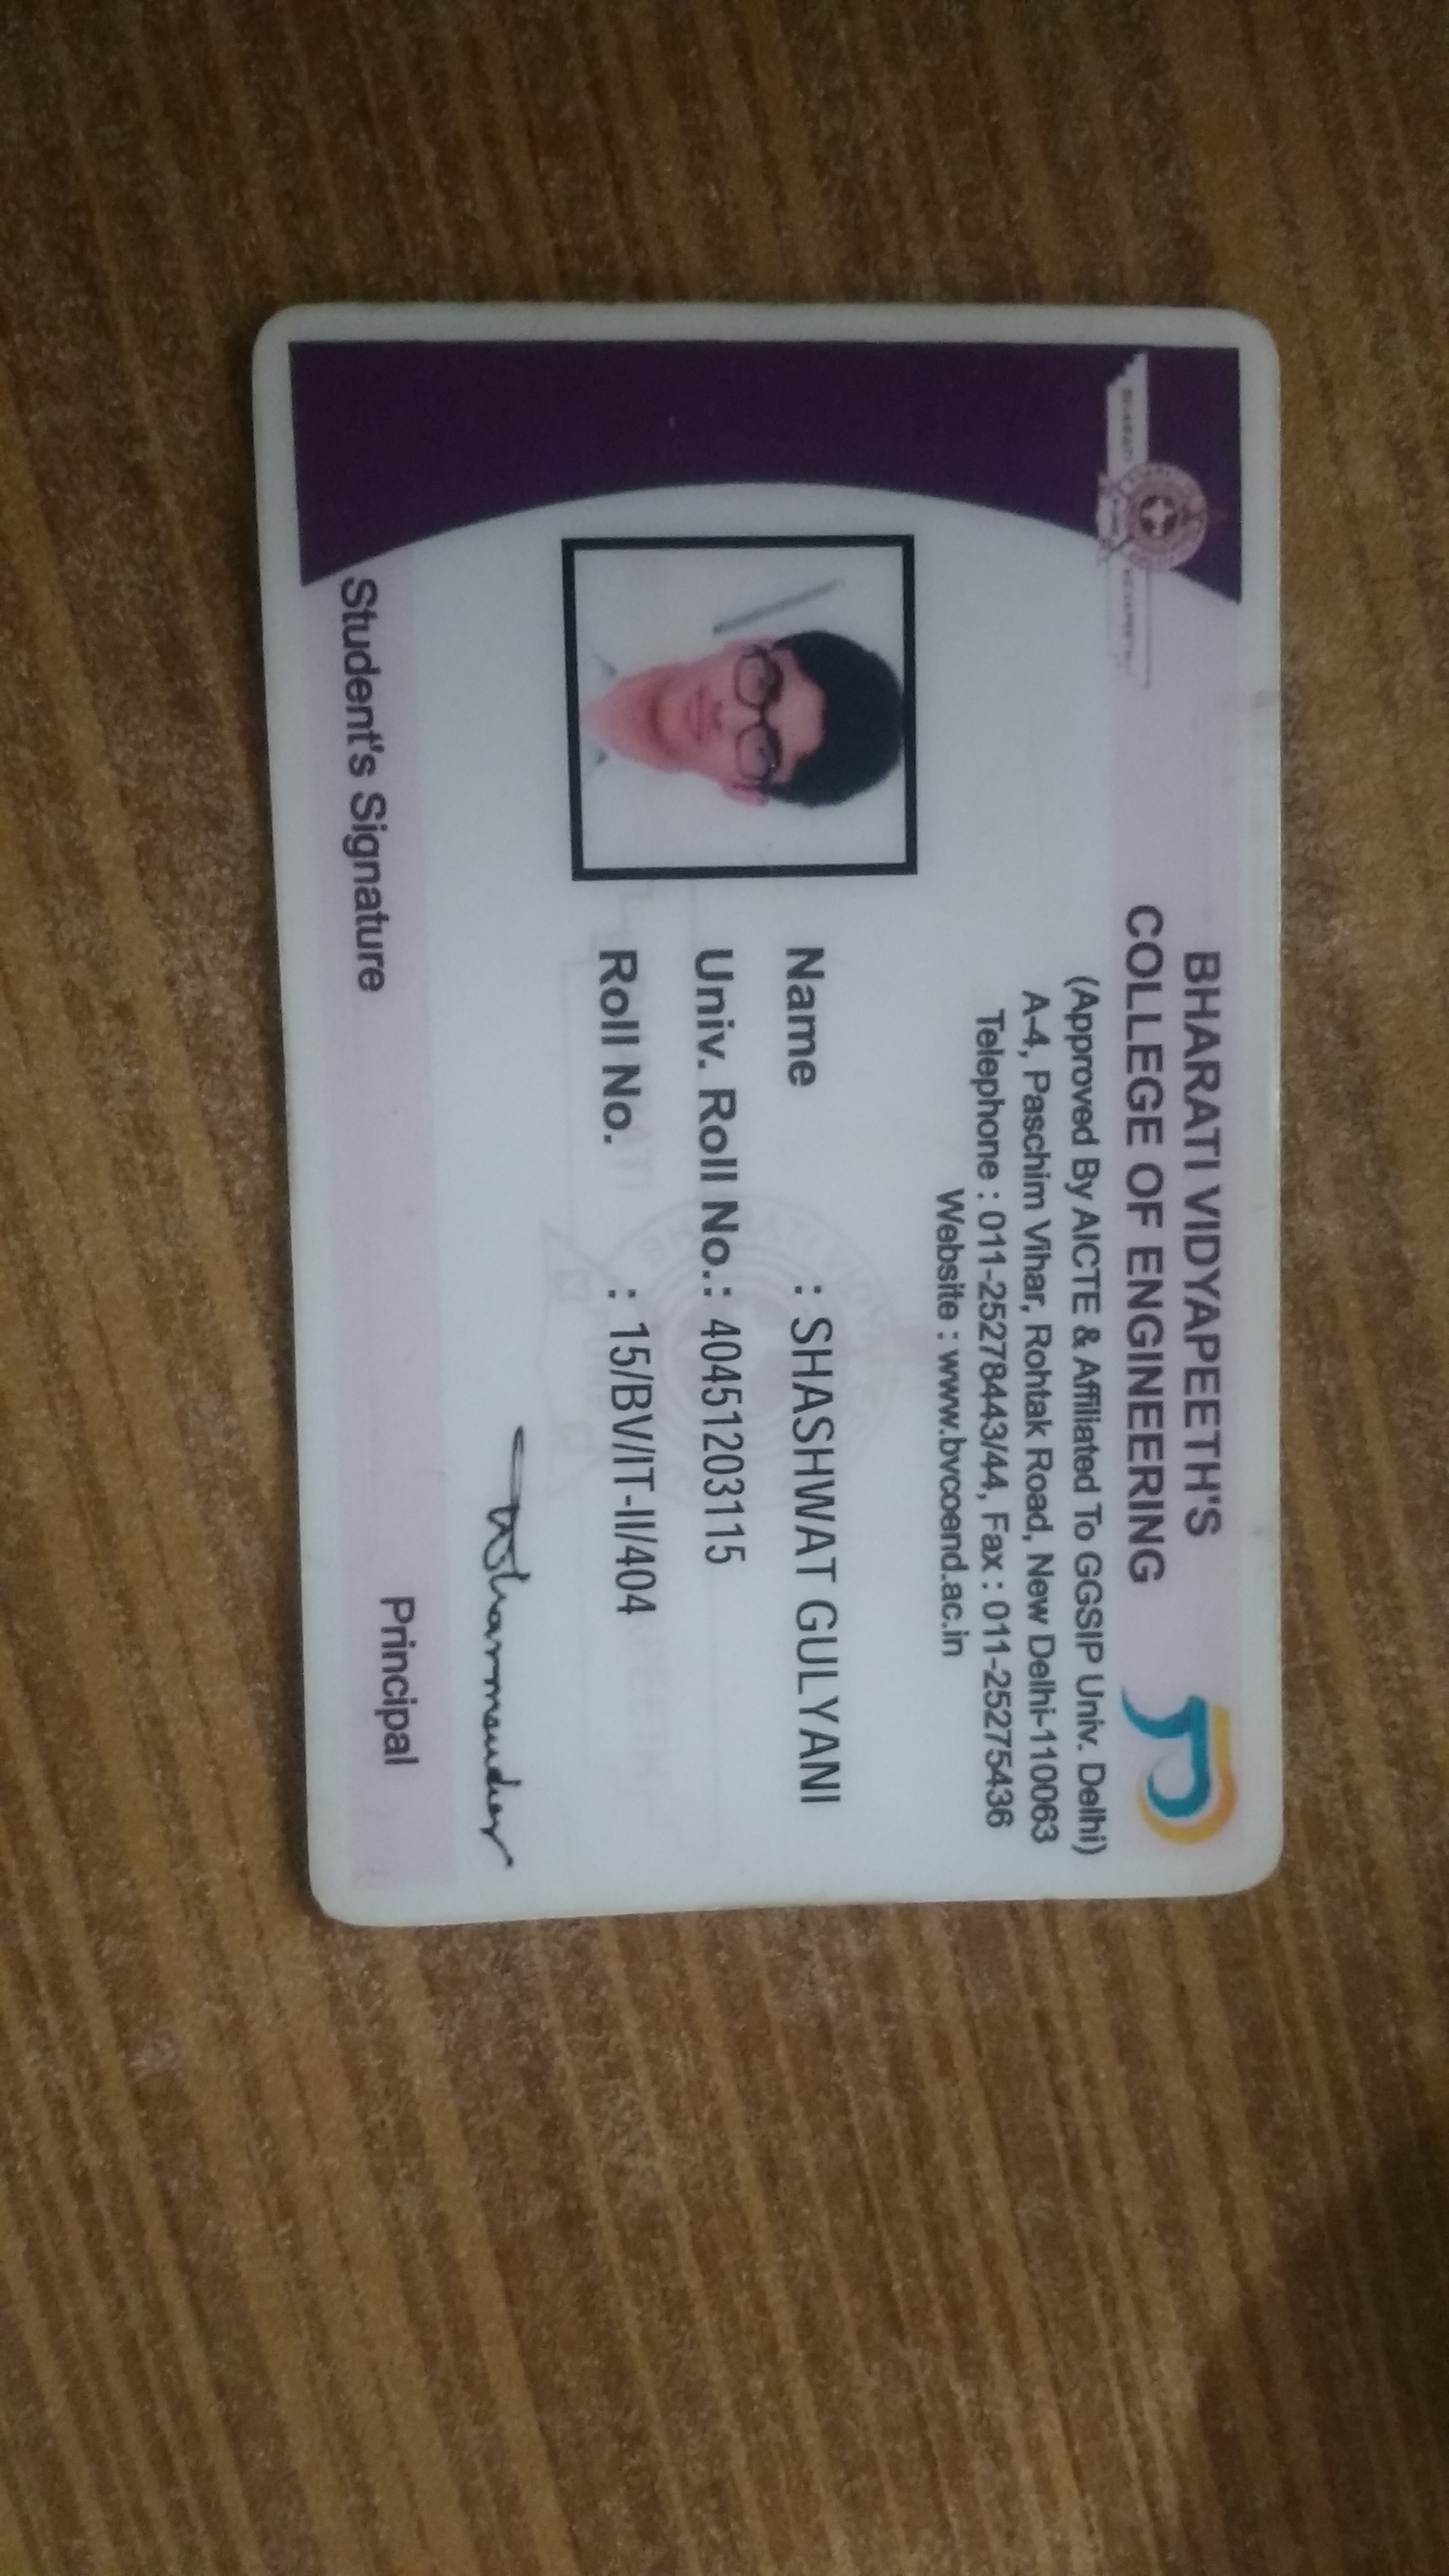 BHARATI VIDYAPEETH'S
COLLEGE OF ENGINEERING
(Approved By AICTE & Affiliated To GGSIP Univ. Delhi)
A-4, Paschim Vihar, Rohtak Road, New Delhi-110063
Telephone : 011-25278443/44, Fax : 011-25275436
Website : www.bvcoend.ac.in
Name : SHASHWAT GULYANI
Univ. Roll No.: 40451203115
Roll No. : 15/BV/IT-II/404
Student's Signature
Principal